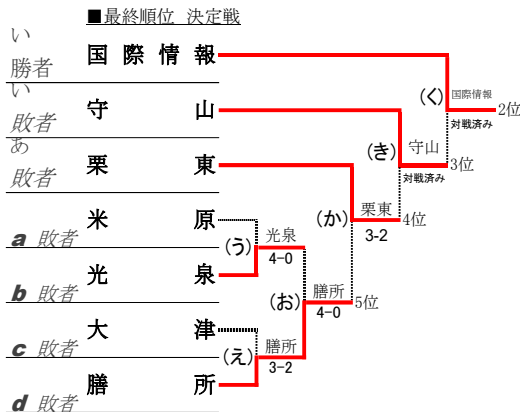 ■最終順位 決定戦
い
勝者
国際情報
い
敗者
守山
あ
敗者
栗東
米原
a 敗者
光泉
b 敗者
大津
c 敗者
膳所
d 敗者
(う)
光泉
4-0
(え)
膳所
3-2
(お)
膳所
4-0
5位
(か)
栗東
3-2
4位
(き)
守山
対戦済み
3位
(く)
国際情報
対戦済み
2位